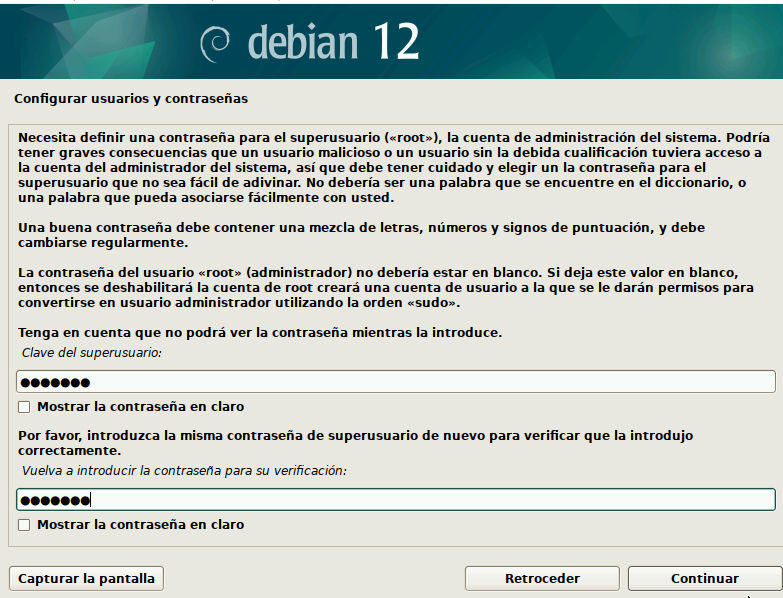 debian 12
Configurar usuarios y contraseñas
Necesita definir una contraseña para el superusuario («root»), la cuenta de administración del sistema. Podría
tener graves consecuencias que un usuario malicioso o un usuario sin la debida cualificación tuviera acceso a
la cuenta del administrador del sistema, así que debe tener cuidado y elegir un la contraseña para el
superusuario que no sea fácil de adivinar. No debería ser una palabra que se encuentre en el diccionario, o
una palabra que pueda asociarse fácilmente con usted.
Una buena contraseña debe contener una mezcla de letras, números y signos de puntuación, y debe
cambiarse regularmente.
La contraseña del usuario «root» (administrador) no debería estar en blanco. Si deja este valor en blanco,
entonces se deshabilitará la cuenta de root creará una cuenta de usuario a la que se le darán permisos para
convertirse en usuario administrador utilizando la orden «sudo».
Tenga en cuenta que no podrá ver la contraseña mientras la introduce.
Clave del superusuario:
●●●●●●●
Mostrar la contraseña en claro
Por favor, introduzca la misma contraseña de superusuario de nuevo para verificar que la introdujo
correctamente.
Vuelva a introducir la contraseña para su verificación:
●●●●●●●
Mostrar la contraseña en claro
Capturar la pantalla
Retroceder
Continuar